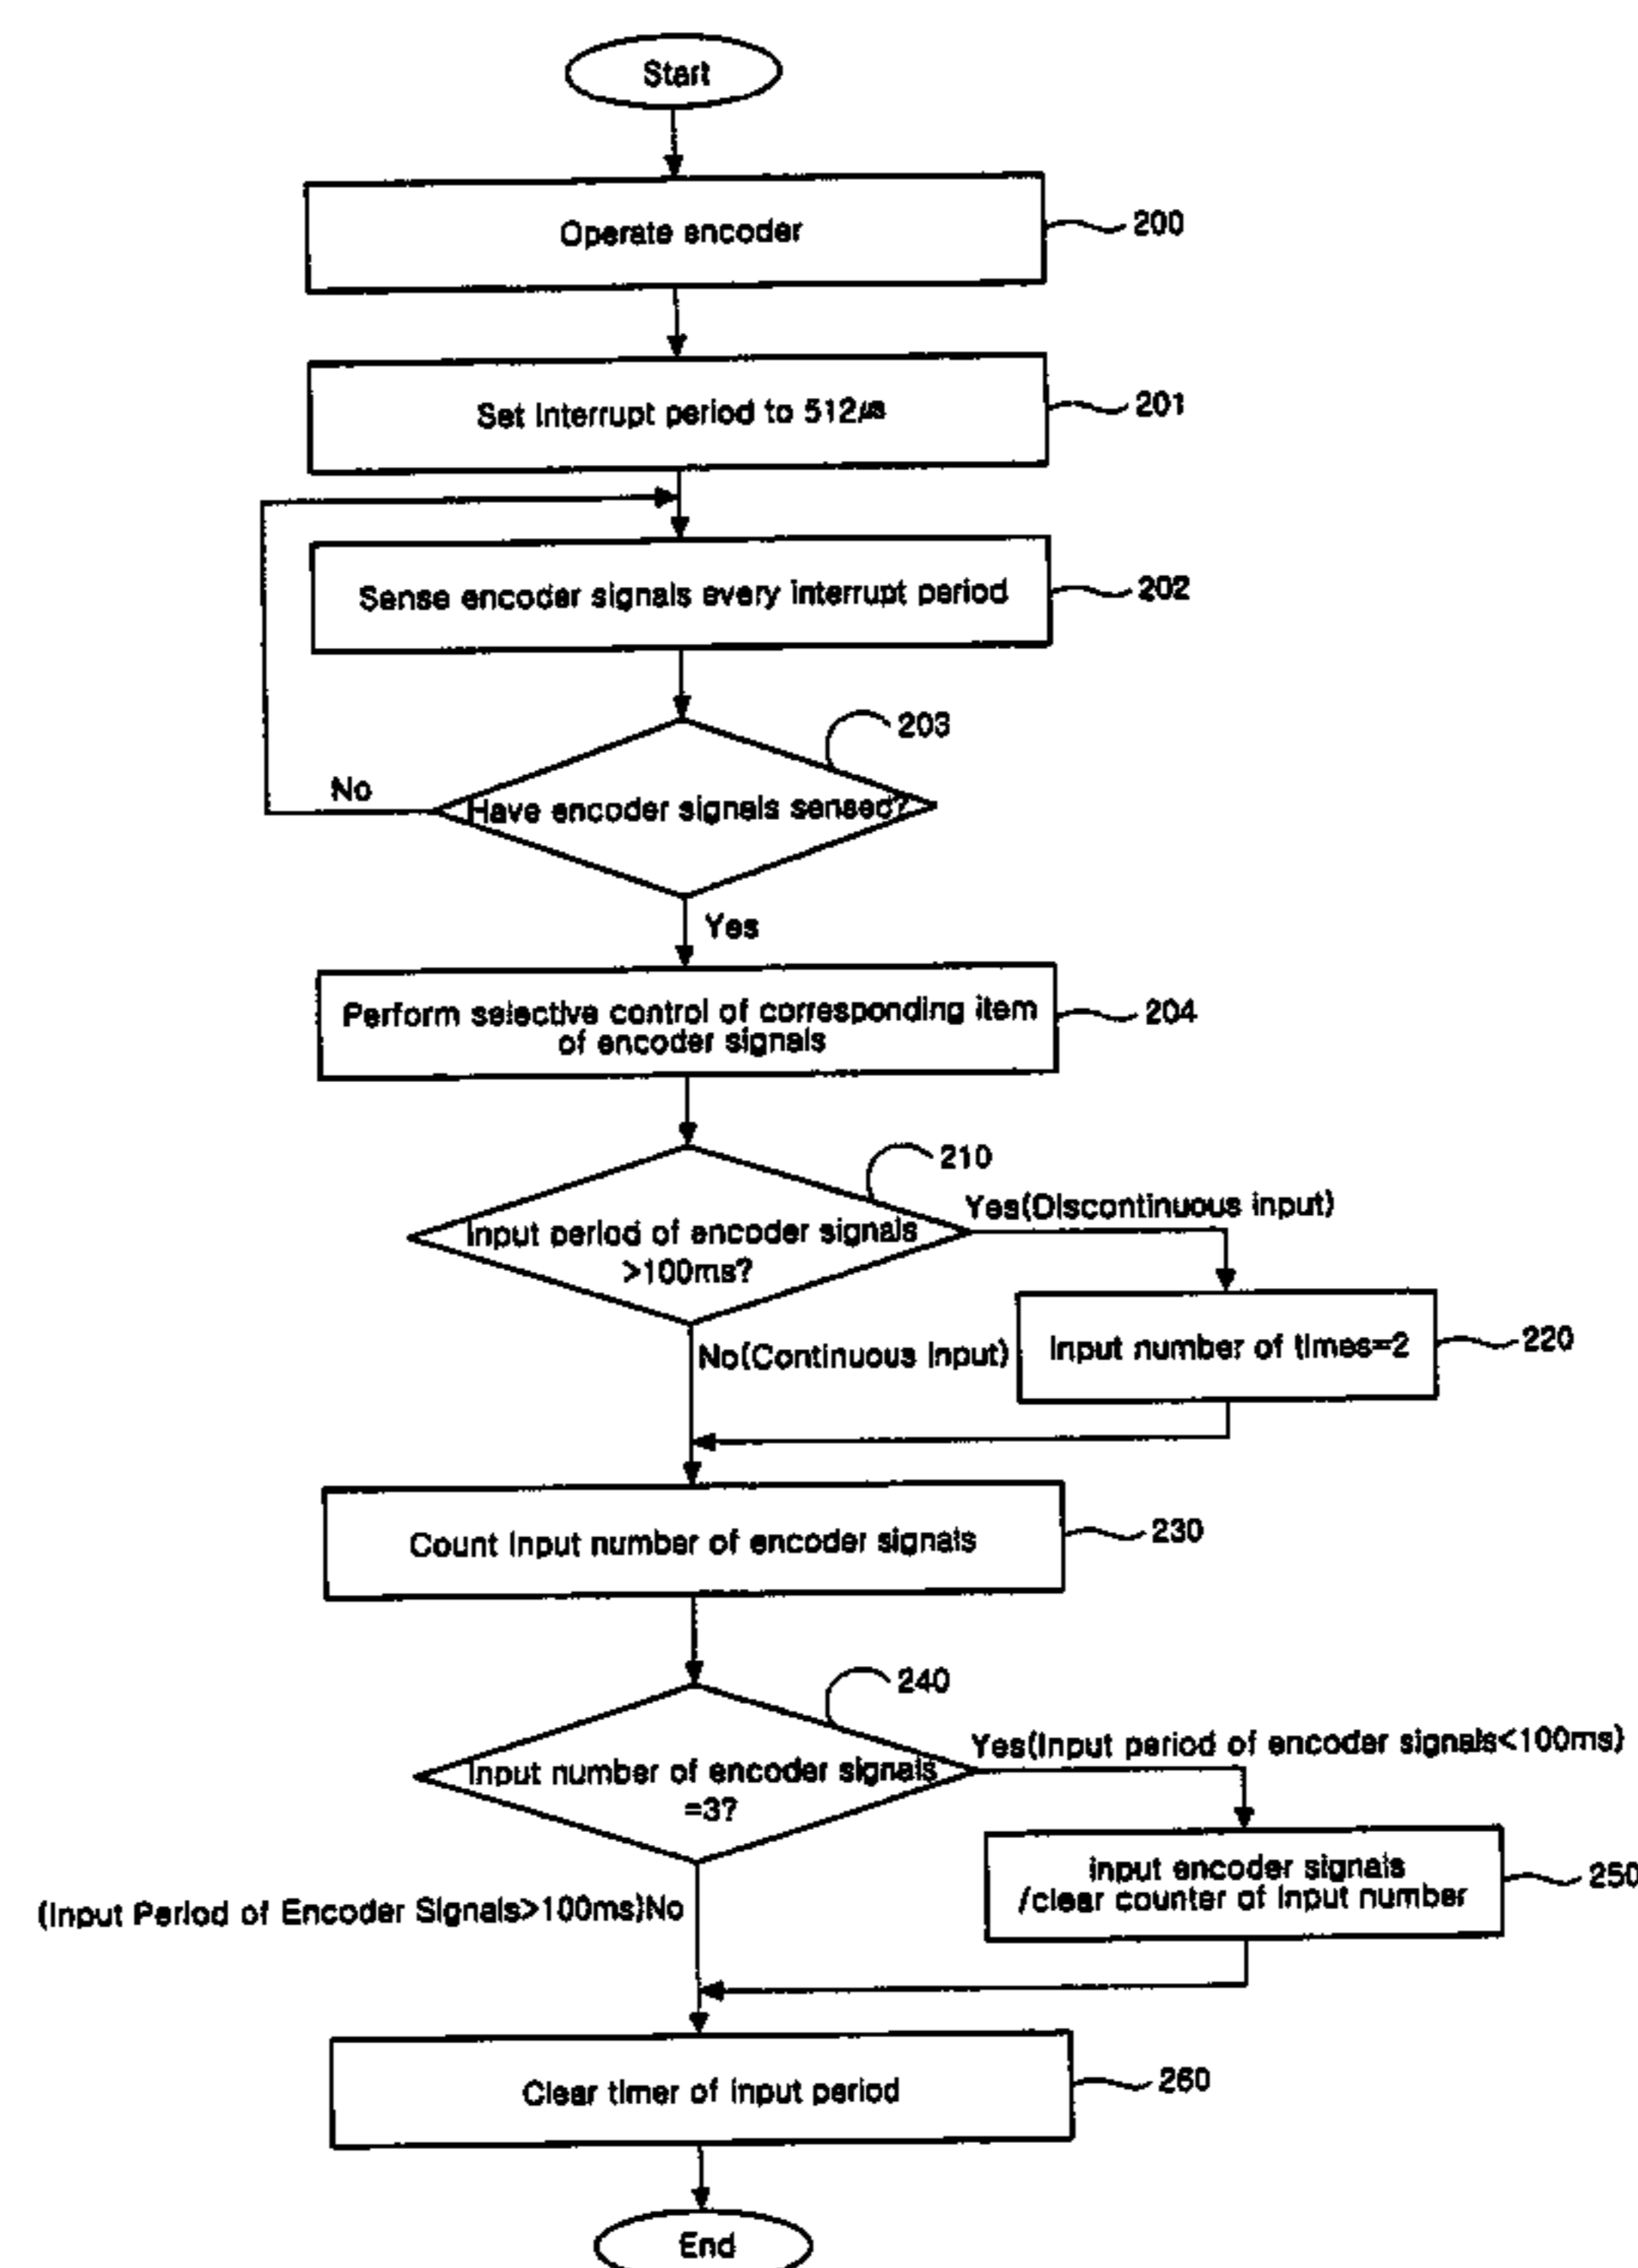 Start
Operate encoder
200
Set interrupt period to 512㎲
201
Sense encoder signals every interrupt period
202
203
No
Have encoder signals sensed?
Yes
Perform selective control of corresponding item
of encoder signals
204
210
Yes(Discontinuous input)
Input period of encoder signals
>100ms?
No(Continuous input)
Input number of times=2
220
Count input number of encoder signals
230
240
Yes(Input period of encoder signals<100ms)
Input number of encoder signals
=3?
input encoder signals
/clear counter of input number
250
(Input Period of Encoder Signals>100ms)No
Clear timer of input period
260
End